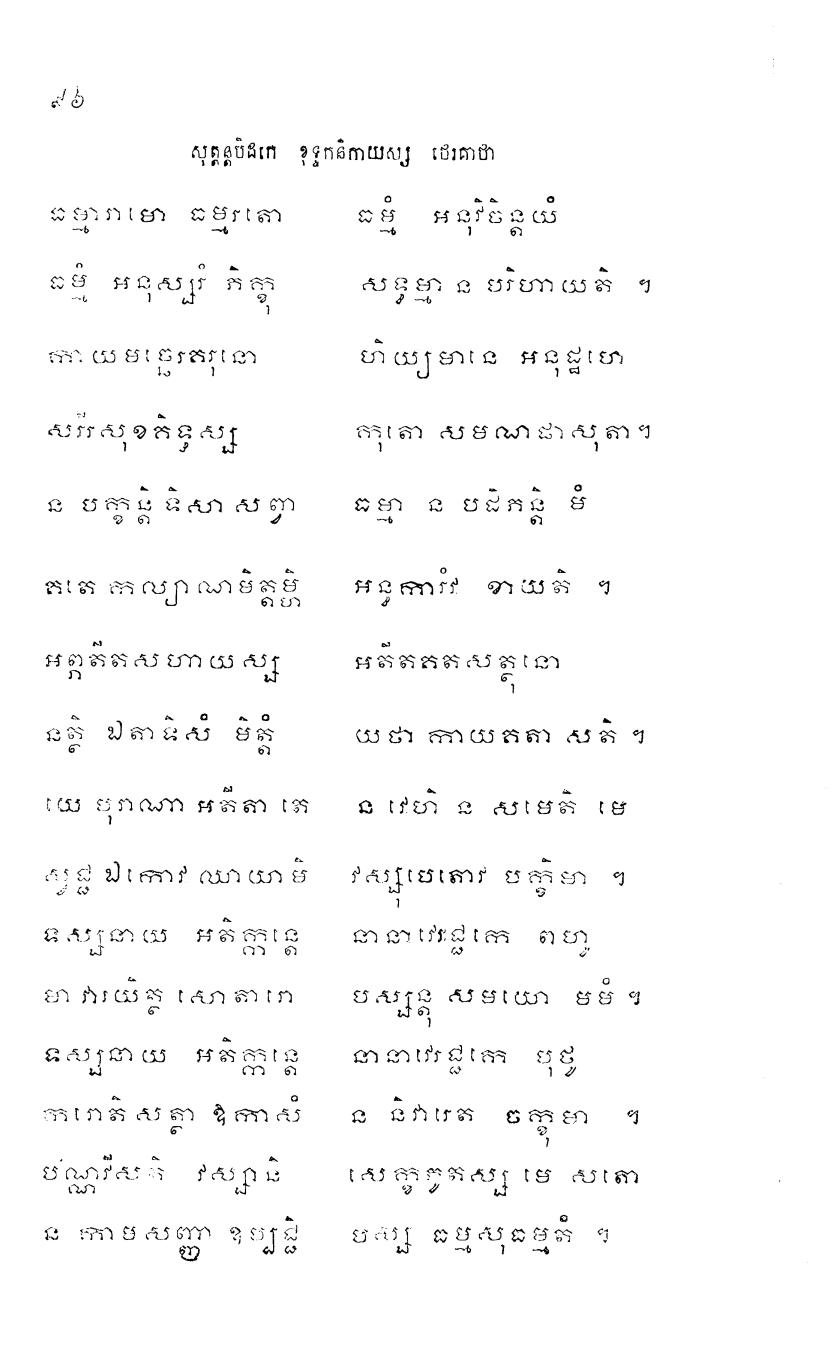 ៩៦
សុត្តន្តបិដកេ ខុទ្ទកនិកាយស្ស ថេរគាថា
ធម្មារាមោ ធម្មរតោ ធម្មំ អនុវិចិន្តយំ
ធម្មំ អនុស្សរំ ភិក្ខុ សទ្ធម្មា ន បរិហាយតិ ។
កាយមច្ឆេរគរុនោ ហិយ្យមានេ អនុដ្ឋហេ
សរីរសុខគិទ្ធស្ស កុតោ សមណផាសុតា ។
ន បក្ខន្តិ ទិសា សព្វា ធម្មា ន បដិភន្តិ មំ
គតេ កល្យាណមិត្តម្ហិ អន្ធការំវ ខាយតិ ។
អព្ភតីតសហាយស្ស អតីតគតសត្ថុនោ
នត្ថិ ឯតាទិសំ មិត្តំ យថា កាយគតា សតិ ។
យេ បុរាណា អតីតា តេ នវេហិ ន សមេតិ មេ
ស្វជ្ជ ឯកោវ ឈាយាមិ វស្សុបេតោវ បក្ខិមា ។
ទស្សនាយ អតិក្កន្តេ នានាវេរជ្ជកេ ពហូ
មា វារយិត្ថ សោតារោ បស្សន្តុ សមយោ មមំ ។
ទស្សនាយ អតិក្កន្តេ នានាវេរជ្ជកេ បុថូ
ករោតិ សត្ថា ឱកាសំ ន និវារេត ចក្ខុមា ។
បណ្ណវីសតិ វស្សានិ សេក្ខភូតស្ស មេ សតោ
ន កាមសញ្ញា ឧប្បជ្ជិ បស្ស ធម្មសុធម្មតំ ។